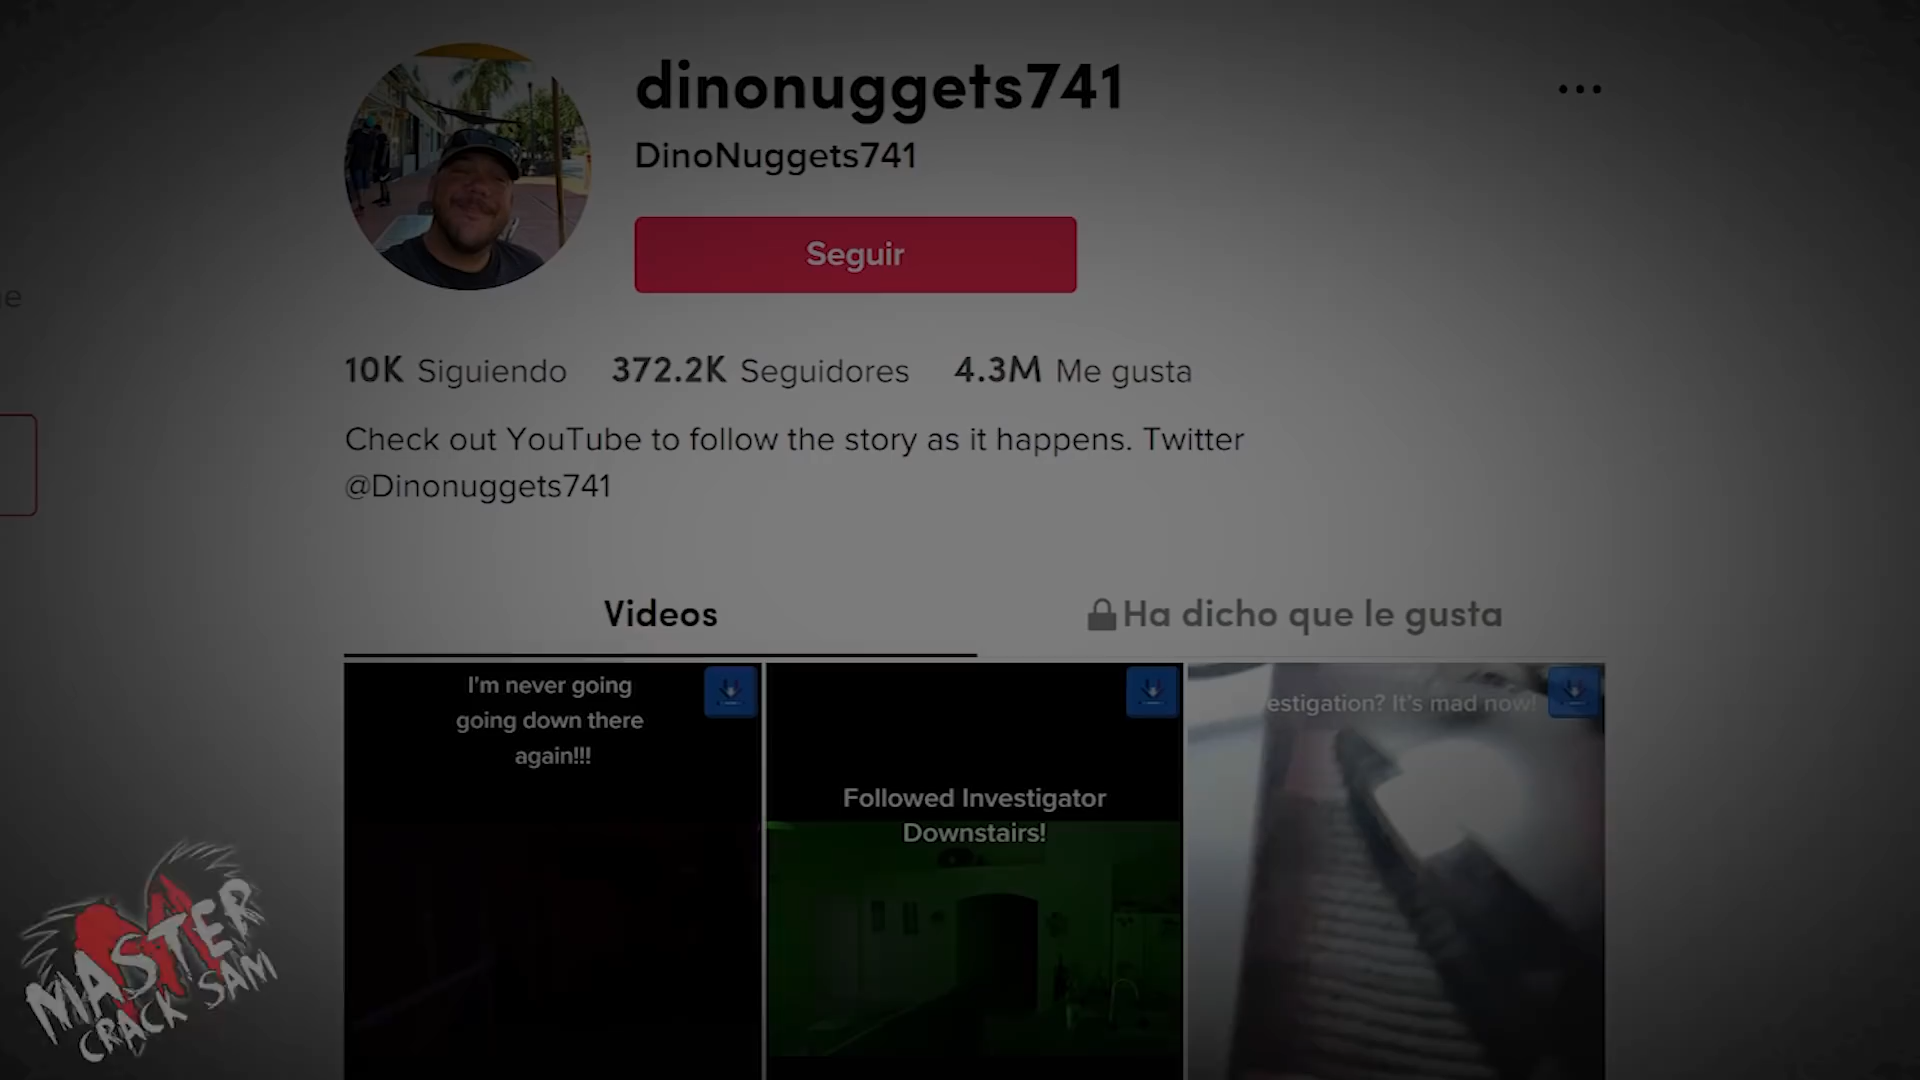 dinonuggets741
DinoNuggets741
Seguir
10K Siguiendo 372.2K Seguidores 4.3M Me gusta
Check out YouTube to follow the story as it happens. Twitter
@Dinonuggets741
Videos
Ha dicho que le gusta
I'm never going
going down there
again!!!
Followed Investigator
Downstairs!
estigation? It's mad now!
MASTER
CRACK SAM